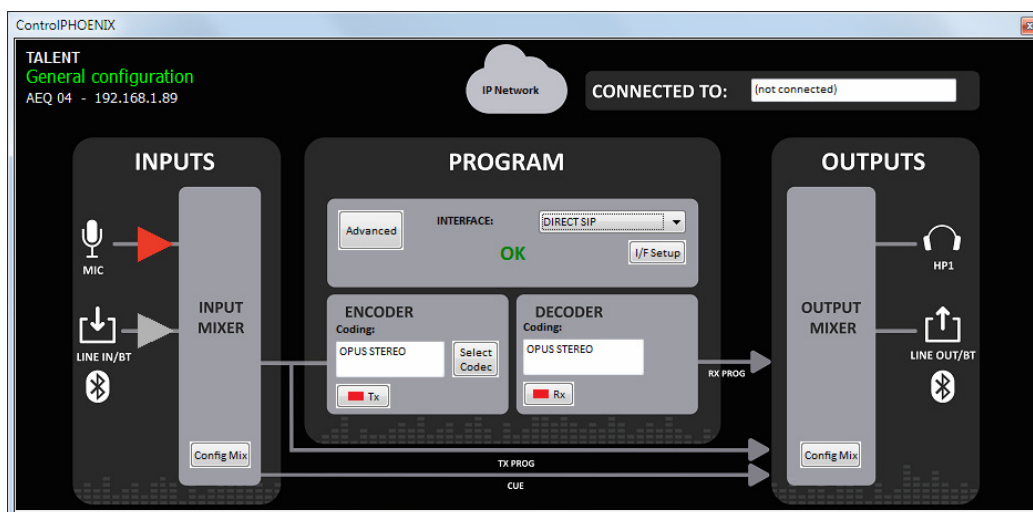 ControlPHOENIX
TALENT
General configuration
AEQ 04 - 192.168.1.89
IP Network
CONNECTED TO:
(not connected)
INPUTS
MIC
LINE IN/BT
INPUT
MIXER
Config Mix
PROGRAM
Advanced
INTERFACE:
DIRECT SIP
OK
I/F Setup
ENCODER
Coding:
OPUS STEREO
Select
Codec
Tx
DECODER
Coding:
OPUS STEREO
Rx
RX PROG
TX PROG
CUE
OUTPUTS
OUTPUT
MIXER
Config Mix
HP1
LINE OUT/BT